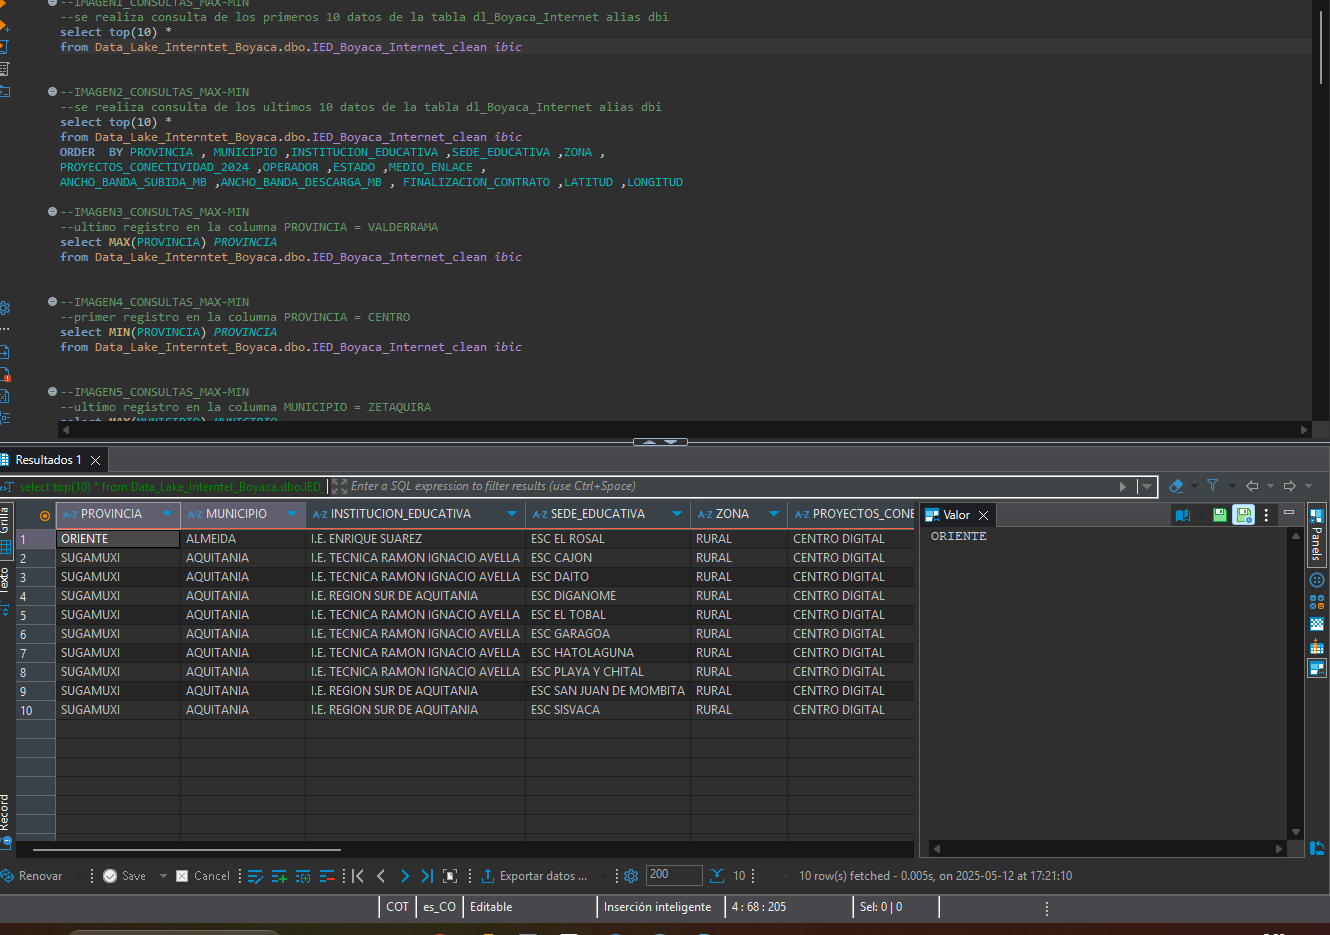 --IMAGEN1_CONSULTAS_MAX-MIN
--se realiza consulta de los primeros 10 datos de la tabla dl_Boyaca_Internet alias dbi
select top(10) *
from Data_Lake_Interntet_Boyaca.dbo.IED_Boyaca_Internet_clean ibic
--IMAGEN2_CONSULTAS_MAX-MIN
--se realiza consulta de los ultimos 10 datos de la tabla dl_Boyaca_Internet alias dbi
select top(10) *
from Data_Lake_Interntet_Boyaca.dbo.IED_Boyaca_Internet_clean ibic
ORDER  BY PROVINCIA , MUNICIPIO ,INSTITUCION_EDUCATIVA ,SEDE_EDUCATIVA ,ZONA ,
PROYECTOS_CONECTIVIDAD_2024 ,OPERADOR ,ESTADO ,MEDIO_ENLACE ,
ANCHO_BANDA_SUBIDA_MB ,ANCHO_BANDA_DESCARGA_MB , FINALIZACION_CONTRATO ,LATITUD ,LONGITUD
--IMAGEN3_CONSULTAS_MAX-MIN
--ultimo registro en la columna PROVINCIA = VALDERRAMA
select MAX(PROVINCIA) PROVINCIA
from Data_Lake_Interntet_Boyaca.dbo.IED_Boyaca_Internet_clean ibic
--IMAGEN4_CONSULTAS_MAX-MIN
--primer registro en la columna PROVINCIA = CENTRO
select MIN(PROVINCIA) PROVINCIA
from Data_Lake_Interntet_Boyaca.dbo.IED_Boyaca_Internet_clean ibic
--IMAGEN5_CONSULTAS_MAX-MIN
--ultimo registro en la columna MUNICIPIO = ZETAQUIRA
select MAX(MUNICIPIO) MUNICIPIO
Resultados 1
select top(10) * from Data_Lake_Interntet_Boyaca.dbo.IED_ Enter a SQL expression to filter results (use Ctrl+Space)
Grilla
Texto
Record
A-Z PROVINCIA A-Z MUNICIPIO A-Z INSTITUCION_EDUCATIVA A-Z SEDE_EDUCATIVA A-Z ZONA A-Z PROYECTOS_CONE
1 ORIENTE ALMEIDA I.E. ENRIQUE SUAREZ ESC EL ROSAL RURAL CENTRO DIGITAL
2 SUGAMUXI AQUITANIA I.E. TECNICA RAMON IGNACIO AVELLA ESC CAJON RURAL CENTRO DIGITAL
3 SUGAMUXI AQUITANIA I.E. TECNICA RAMON IGNACIO AVELLA ESC DAITO RURAL CENTRO DIGITAL
4 SUGAMUXI AQUITANIA I.E. REGION SUR DE AQUITANIA ESC DIGANOME RURAL CENTRO DIGITAL
5 SUGAMUXI AQUITANIA I.E. TECNICA RAMON IGNACIO AVELLA ESC EL TOBAL RURAL CENTRO DIGITAL
6 SUGAMUXI AQUITANIA I.E. TECNICA RAMON IGNACIO AVELLA ESC GARAGOA RURAL CENTRO DIGITAL
7 SUGAMUXI AQUITANIA I.E. TECNICA RAMON IGNACIO AVELLA ESC HATOLAGUNA RURAL CENTRO DIGITAL
8 SUGAMUXI AQUITANIA I.E. TECNICA RAMON IGNACIO AVELLA ESC PLAYA Y CHITAL RURAL CENTRO DIGITAL
9 SUGAMUXI AQUITANIA I.E. REGION SUR DE AQUITANIA ESC SAN JUAN DE MOMBITA RURAL CENTRO DIGITAL
10 SUGAMUXI AQUITANIA I.E. REGION SUR DE AQUITANIA ESC SISVACA RURAL CENTRO DIGITAL
Valor
ORIENTE
Panels
Renovar Save Cancel Exportar datos ... 200 10 10 row(s) fetched - 0.005s, on 2025-05-12 at 17:21:10
COT es_CO Editable Inserción inteligente 4 : 68 : 205 Sel: 0 | 0